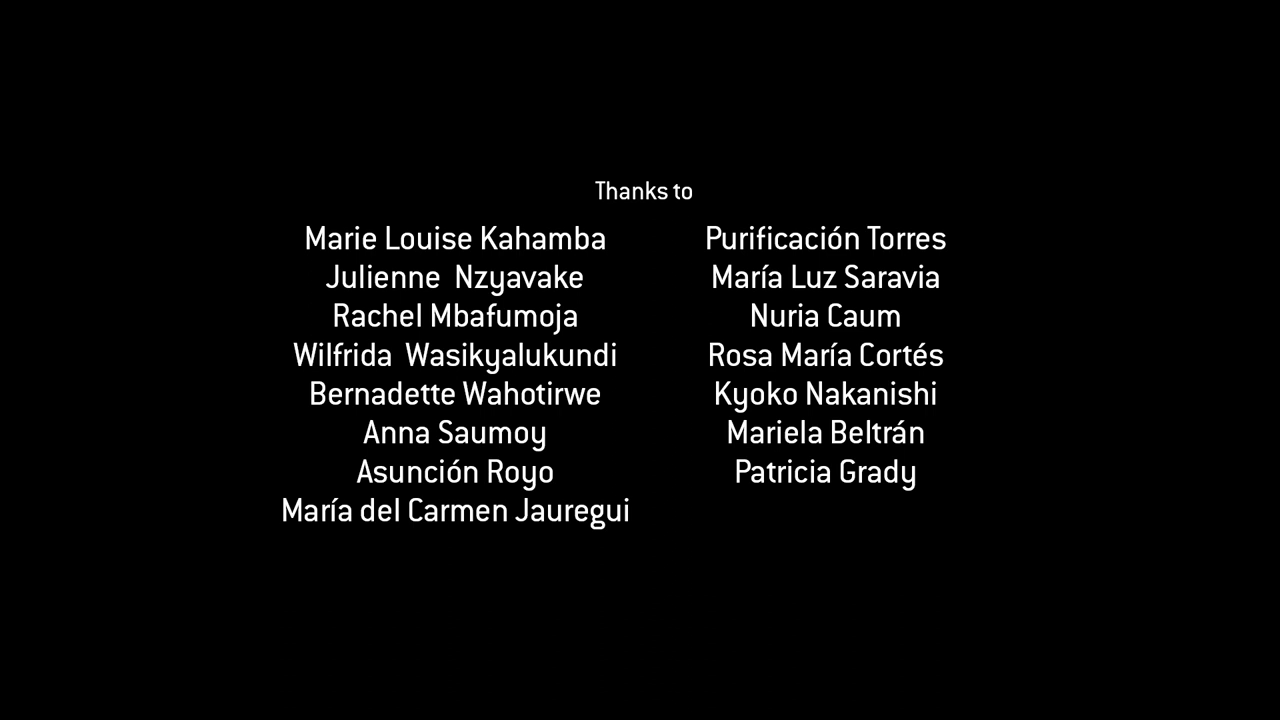 Thanks to
Marie Louise Kahamba
Julienne  Nzyavake
Rachel Mbafumoja
Wilfrida  Wasikyalukundi
Bernadette Wahotirwe
Anna Saumoy
Asunción Royo
María del Carmen Jauregui
Purificación Torres
María Luz Saravia
Nuria Caum
Rosa María Cortés
Kyoko Nakanishi
Mariela Beltrán
Patricia Grady